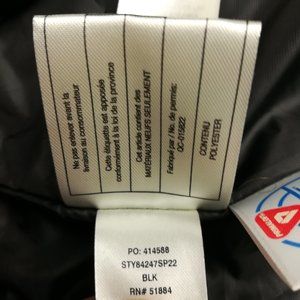 Ne pas enlever avant la
livraison au consommateur
Cette étiquette est apposée
conformément à la loi de la province
Cet article contient des
MATÉRIAUX NEUFS SEULEMENT
Fabriqué par / No. de permis:
CONTENU
POLYESTER
PO: 414588
STY84247SP22
BLK
RN# 51884
PRIMALOFT